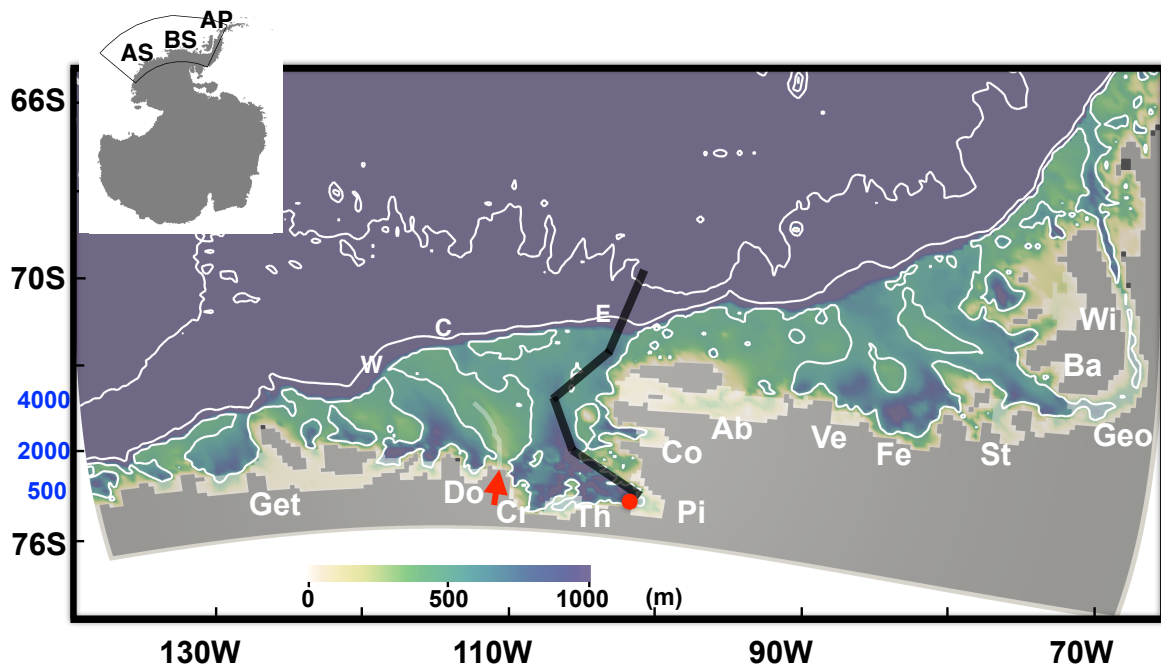 AP
BS
AS
66S
70S
E
C
W
Wi
Ba
4000
Ab
Ve
Geo
2000
Co
Fe
St
500
Do
Get
Cr
Th
Pi
76S
0 500 1000 (m)
130W 110W 90W 70W